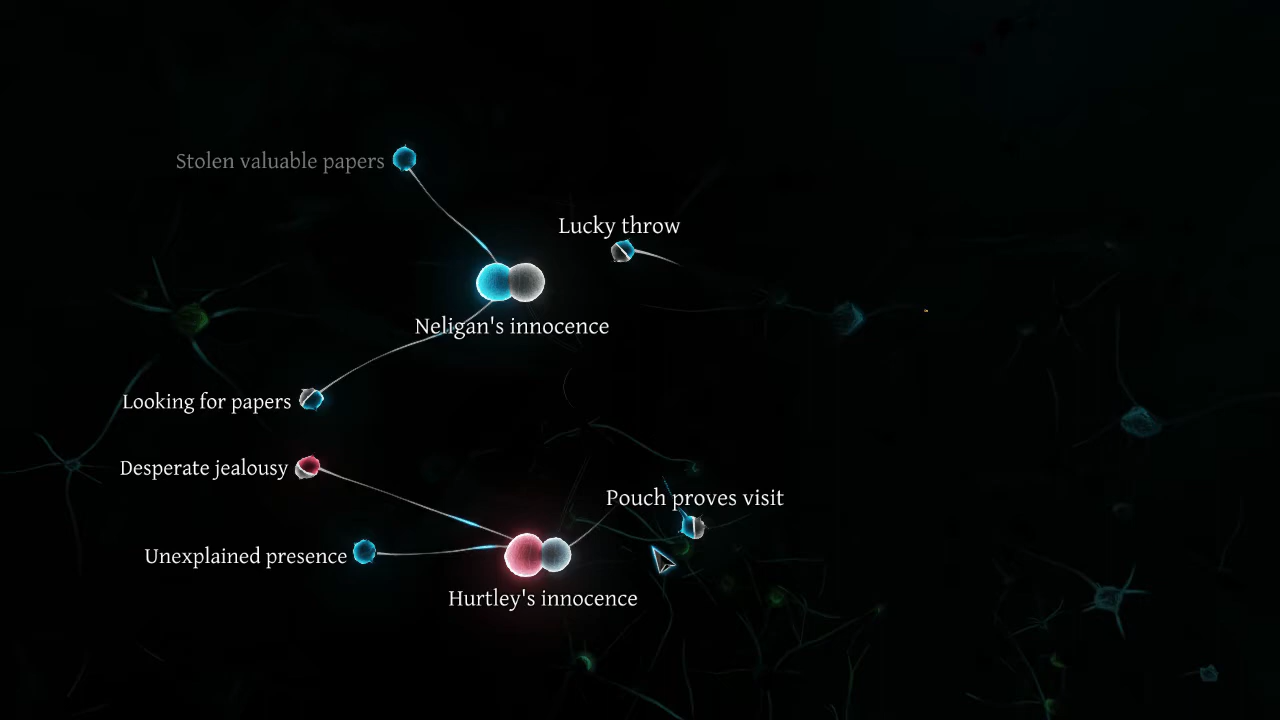 Stolen valuable papers
Lucky throw
Neligan's innocence
Looking for papers
Desperate jealousy
Pouch proves visit
Unexplained presence
Hurtley's innocence